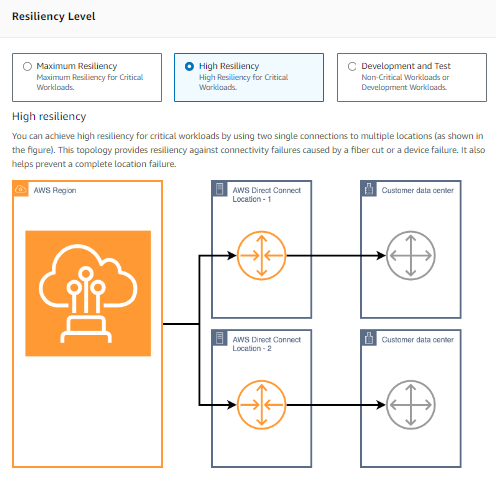 Resiliency Level
Maximum Resiliency
Maximum Resiliency for Critical
Workloads.
High Resiliency
High Resiliency for Critical
Workloads.
Development and Test
Non-Critical Workloads or
Development Workloads.
High resiliency
You can achieve high resiliency for critical workloads by using two single connections to multiple locations (as shown in
the figure). This topology provides resiliency against connectivity failures caused by a fiber cut or a device failure. It also
helps prevent a complete location failure.
AWS Region
AWS Direct Connect
Location - 1
Customer data center
AWS Direct Connect
Location - 2
Customer data center